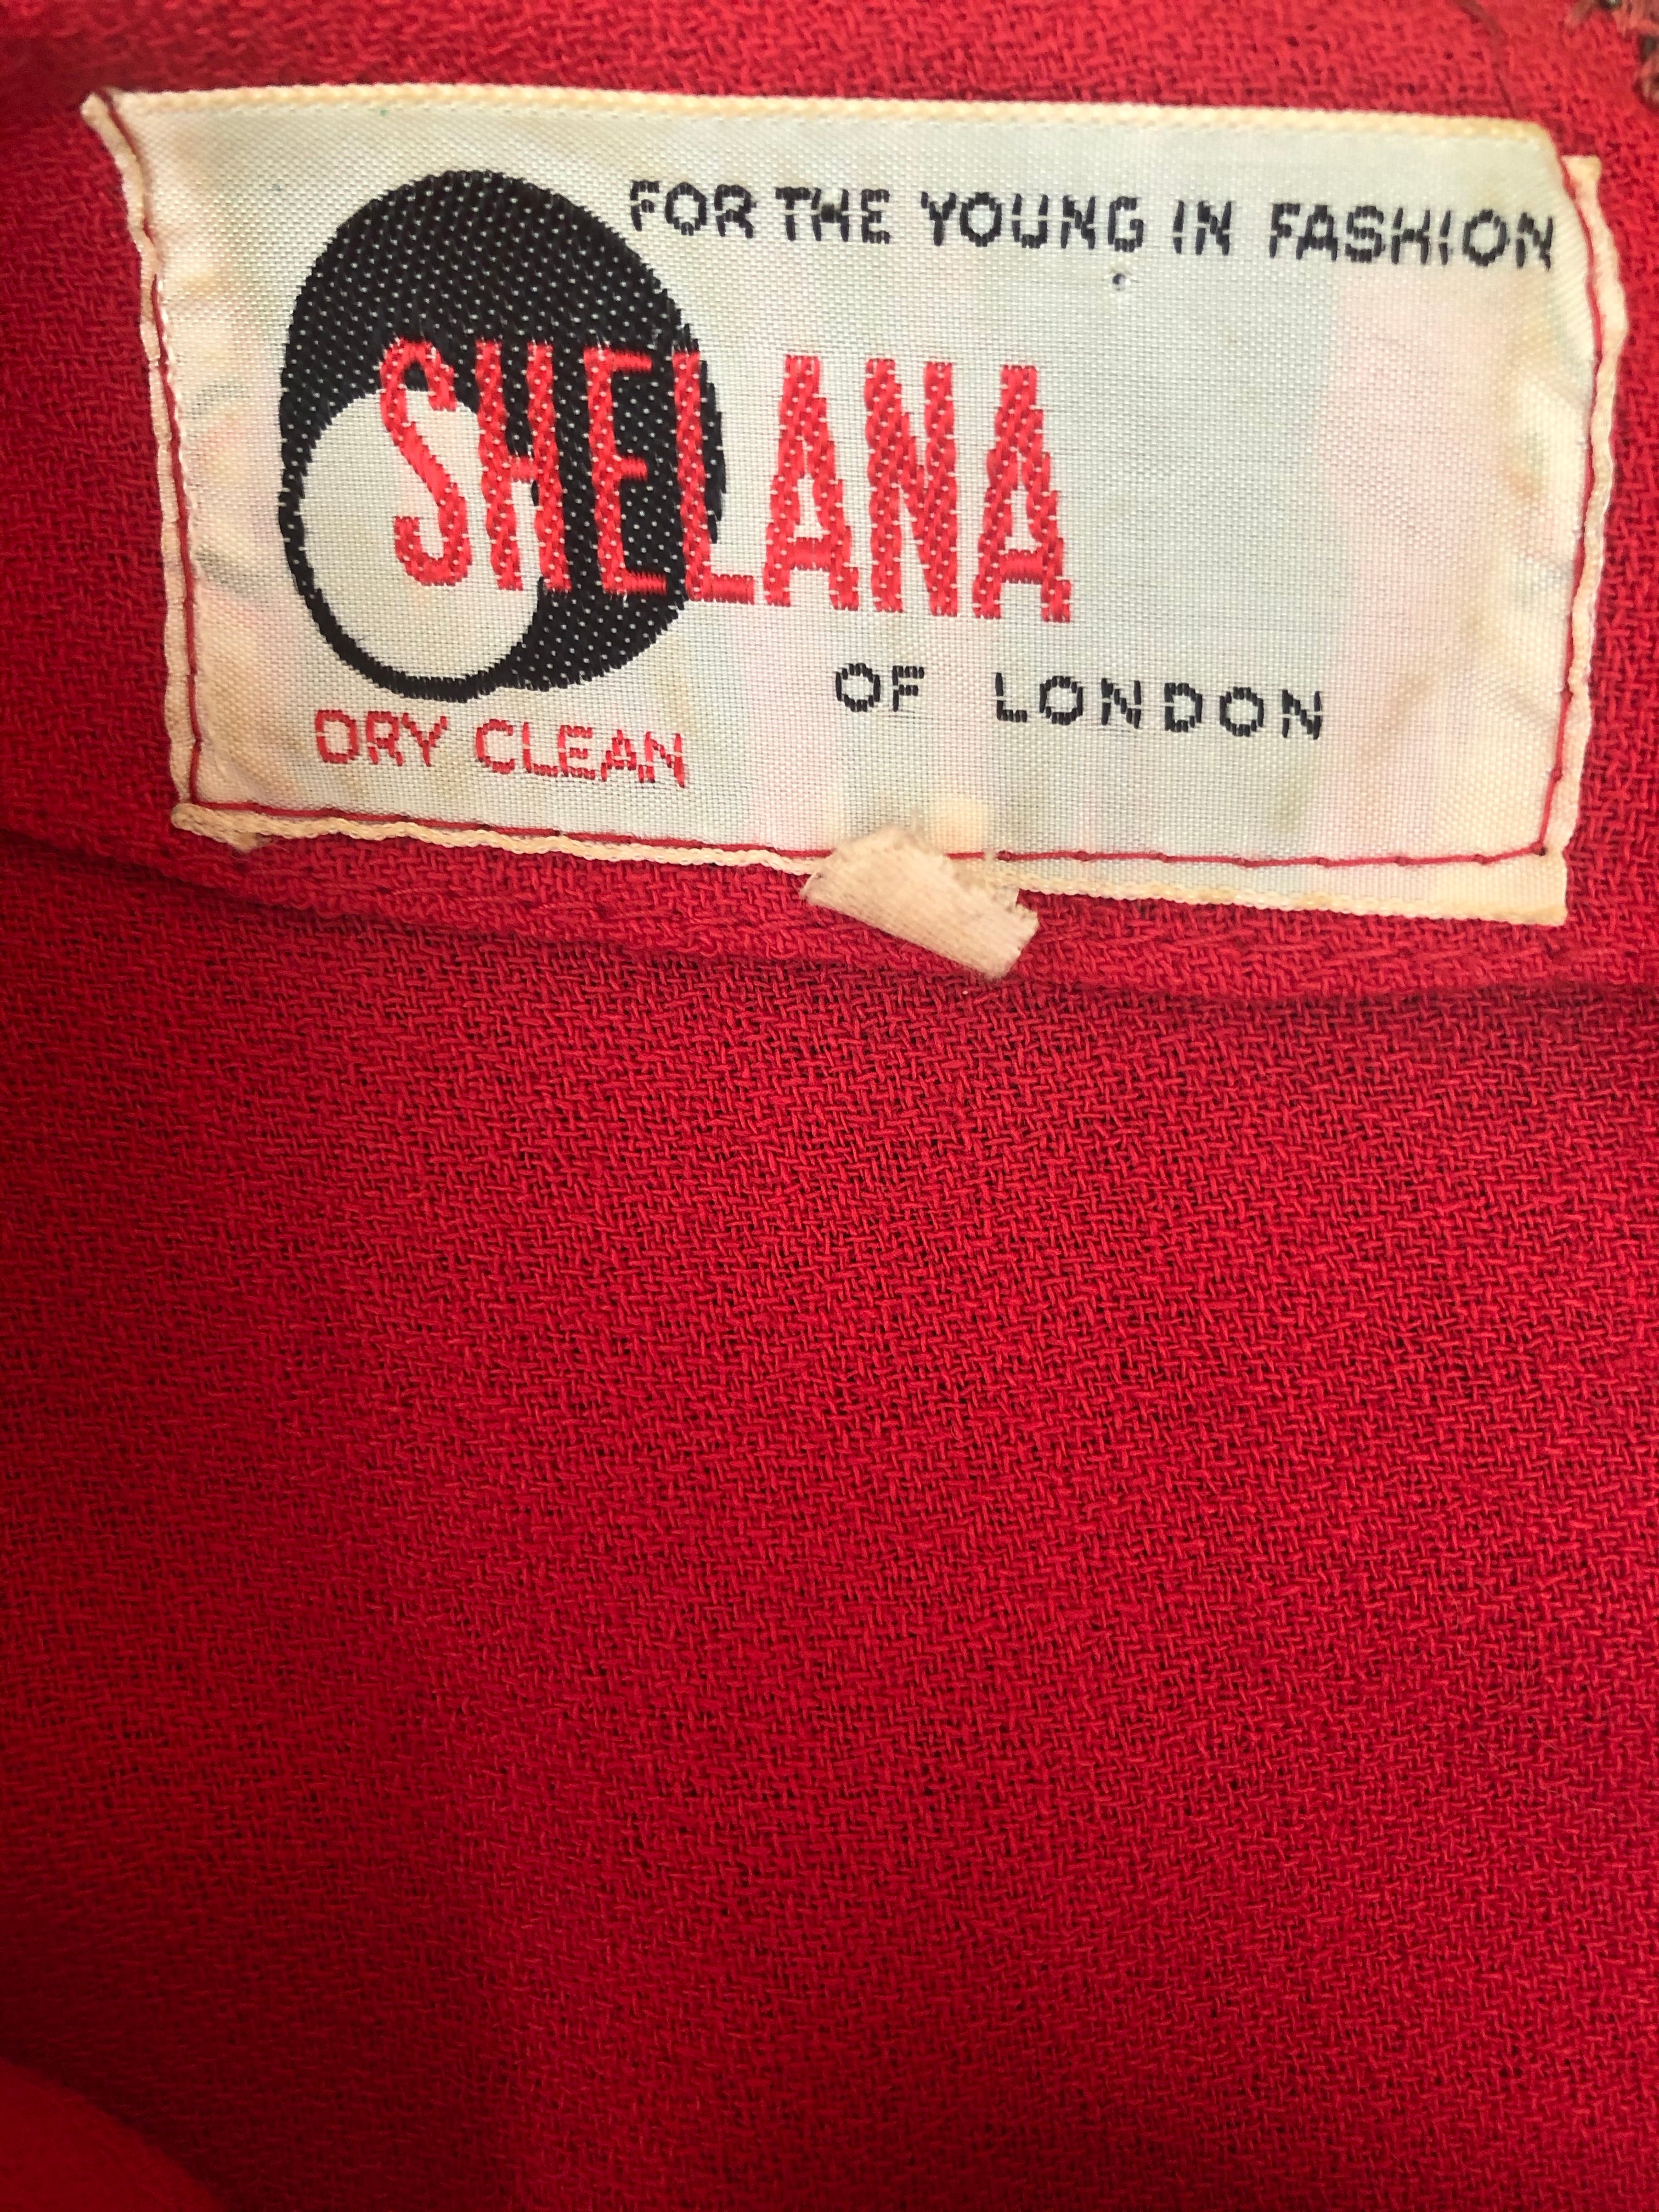 FOR THE YOUNG IN FASHION
SHELANA
OF LONDON
DRY CLEAN